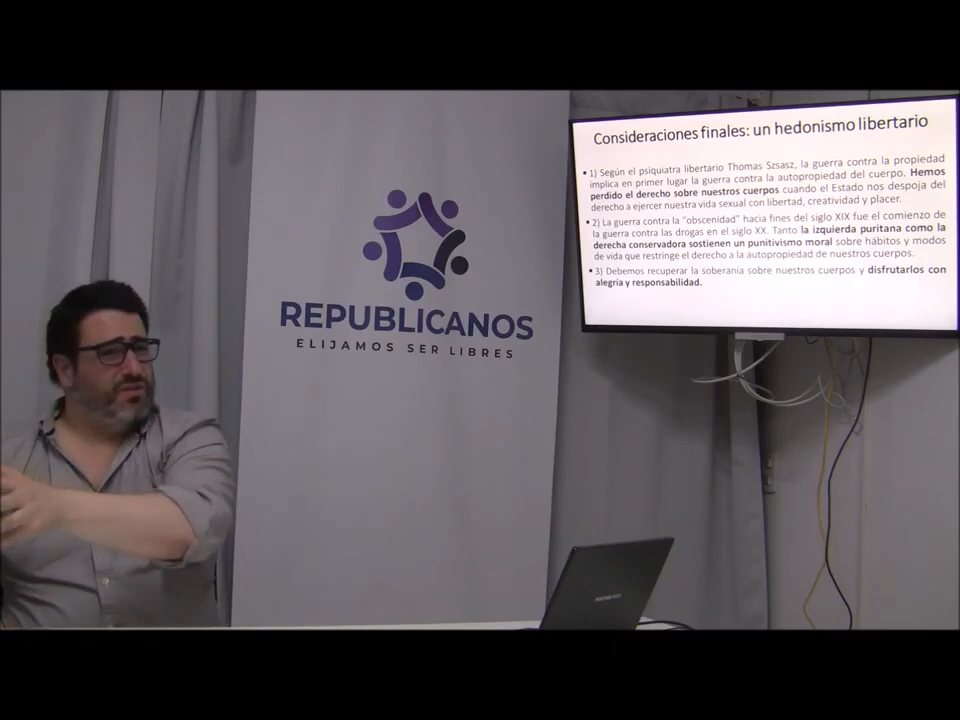 REPUBLICANOS
ELIJAMOS SER LIBRES
Consideraciones finales: un hedonismo libertario
• 1) Según el psiquiatra libertario Thomas Szsasz, la guerra contra la propiedad
implica en primer lugar la guerra contra la autopropiedad del cuerpo. Hemos
perdido el derecho sobre nuestros cuerpos cuando el Estado nos despoja del
derecho a ejercer nuestra vida sexual con libertad, creatividad y placer.
• 2) La guerra contra la "obscenidad" hacia fines del siglo XIX fue el comienzo de
la guerra contra las drogas en el siglo XX. Tanto la izquierda puritana como la
derecha conservadora sostienen un punitivismo moral sobre hábitos y modos
de vida que restringe el derecho a la autopropiedad de nuestros cuerpos.
• 3) Debemos recuperar la soberania sobre nuestros cuerpos y disfrutarlos con
alegría y responsabilidad.